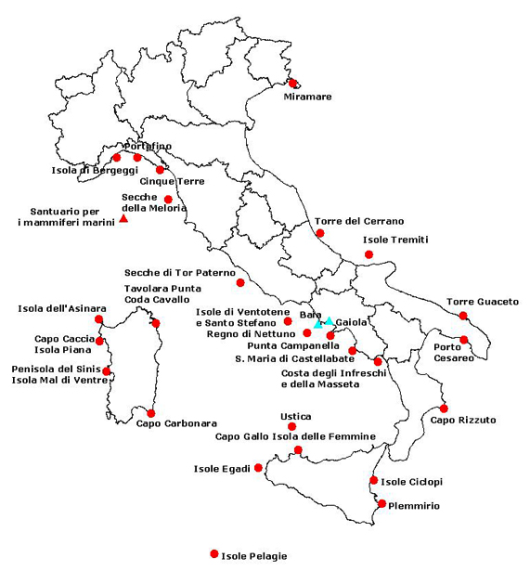 Miramare
Portofino
Isola di Bergeggi
Cinque Terre
Secche
della Meloria
Santuario per
i mammiferi marini
Torre del Cerrano
Isole Tremiti
Secche di Tor Paterno
Tavolara Punta
Coda Cavallo
Isola dell'Asinara
Isole di Ventotene
e Santo Stefano
Baia
Gaiola
Torre Guaceto
Regno di Nettuno
Punta Campanella
Capo Caccia
Isola Piana
Porto
Cesareo
S. Maria di Castellabate
Penisola del Sinis
Isola Mal di Ventre
Costa degli Infreschi
e della Masseta
Capo Carbonara
Ustica
Capo Rizzuto
Capo Gallo Isola delle Femmine
Isole Egadi
Isole Ciclopi
Plemmirio
Isole Pelagie